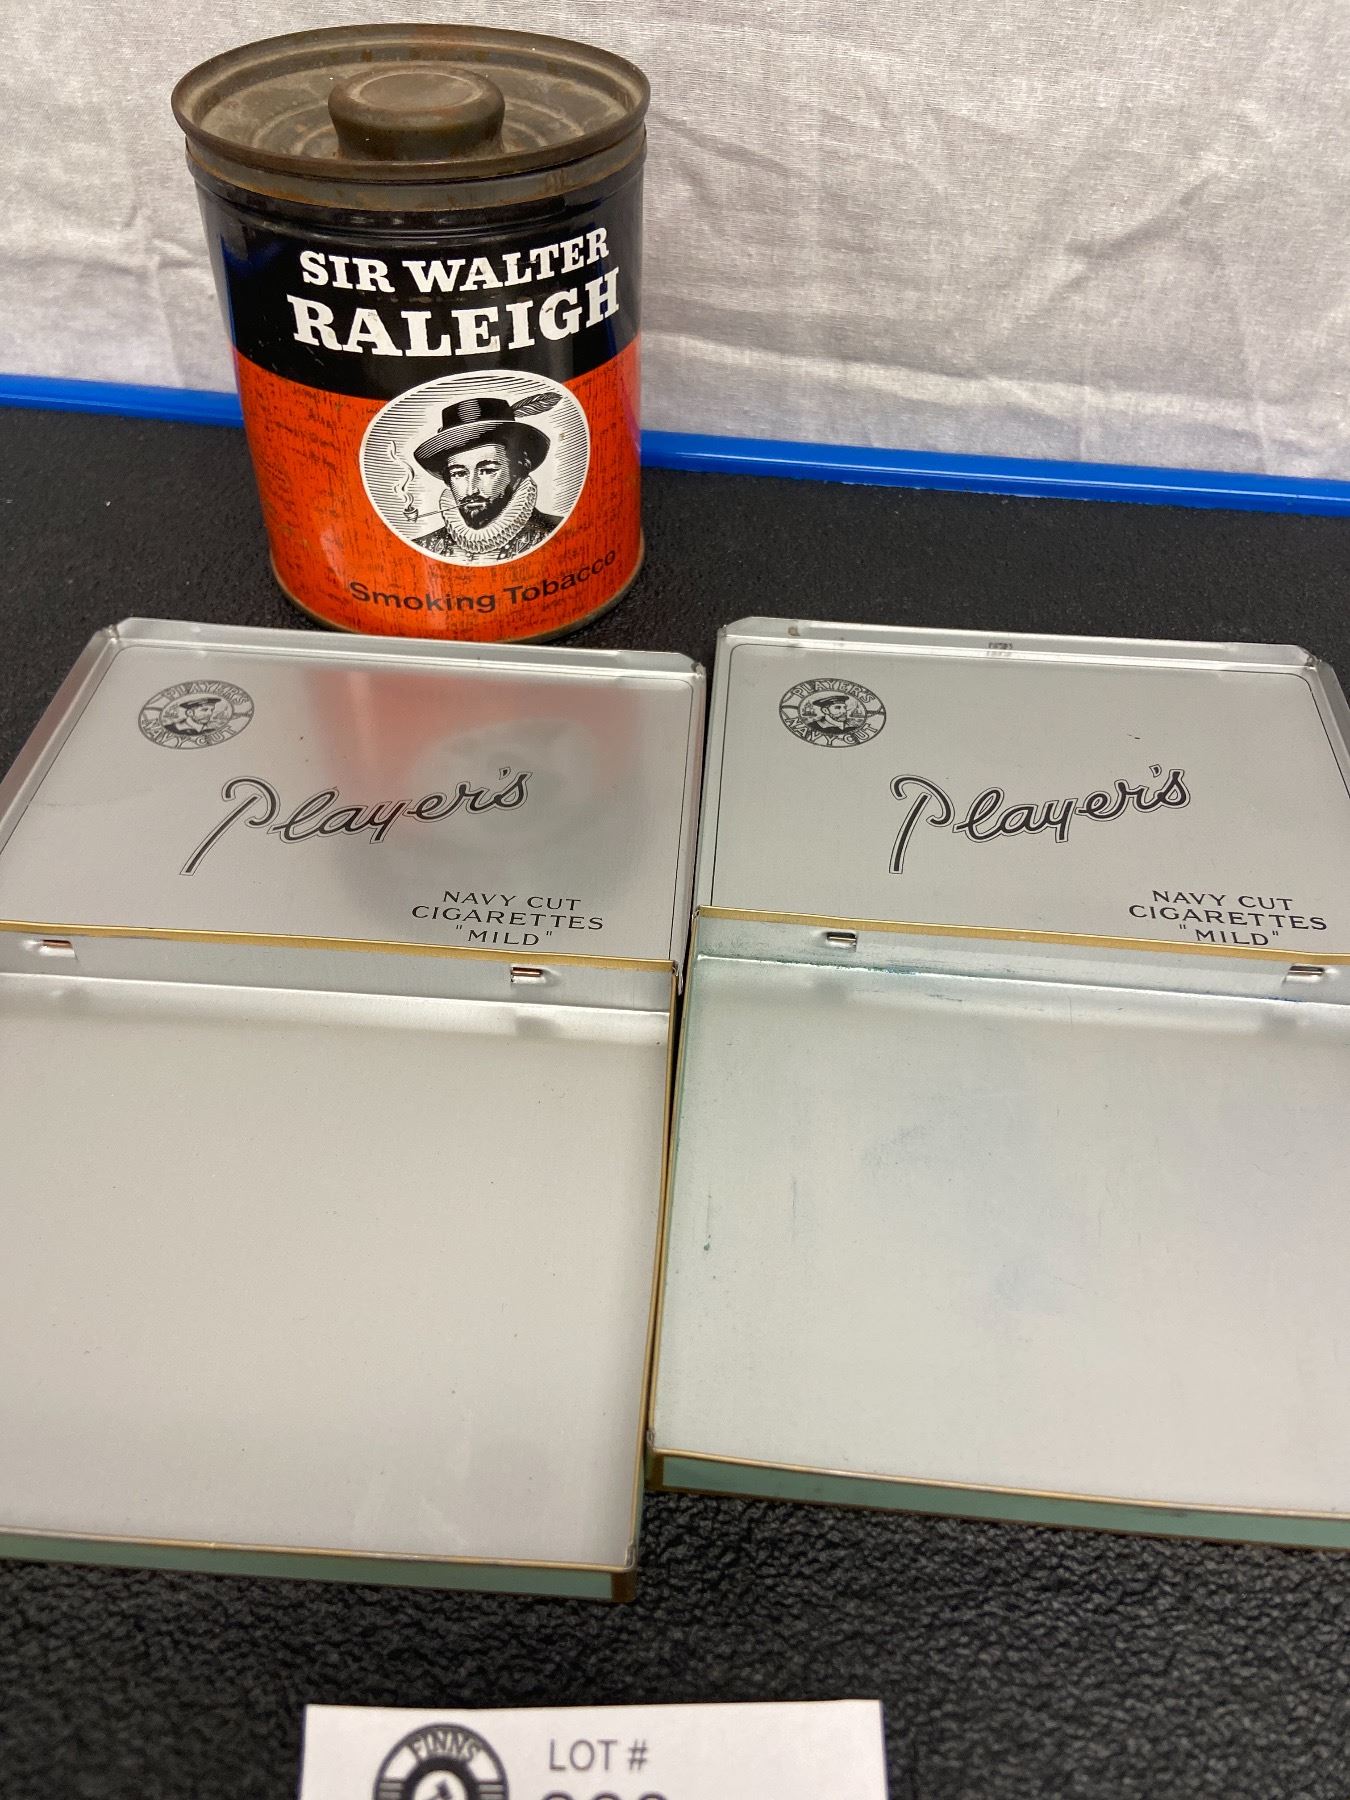 SIR WALTER
RALEIGH
Smoking Tobacco
PLAYER'S
NAVY CUT
Player's
NAVY CUT
CIGARETTES
"MILD"
PLAYER'S
NAVY CUT
Player's
NAVY CUT
CIGARETTES
"MILD"
FINNS
LOT #